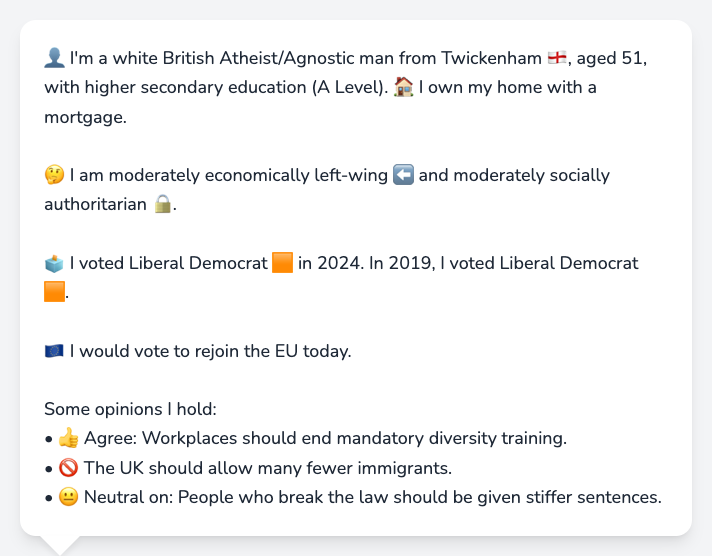 👤 I'm a white British Atheist/Agnostic man from Twickenham 🏴󠁧󠁢󠁥󠁮󠁧󠁿, aged 51,
with higher secondary education (A Level). 🏠 I own my home with a
mortgage.
🤔 I am moderately economically left-wing ⬅️ and moderately socially
authoritarian 🔒.
🗳️ I voted Liberal Democrat 🟧 in 2024. In 2019, I voted Liberal Democrat
🟧.
🇪🇺 I would vote to rejoin the EU today.
Some opinions I hold:
• 👍 Agree: Workplaces should end mandatory diversity training.
• 🚫 The UK should allow many fewer immigrants.
• 😐 Neutral on: People who break the law should be given stiffer sentences.